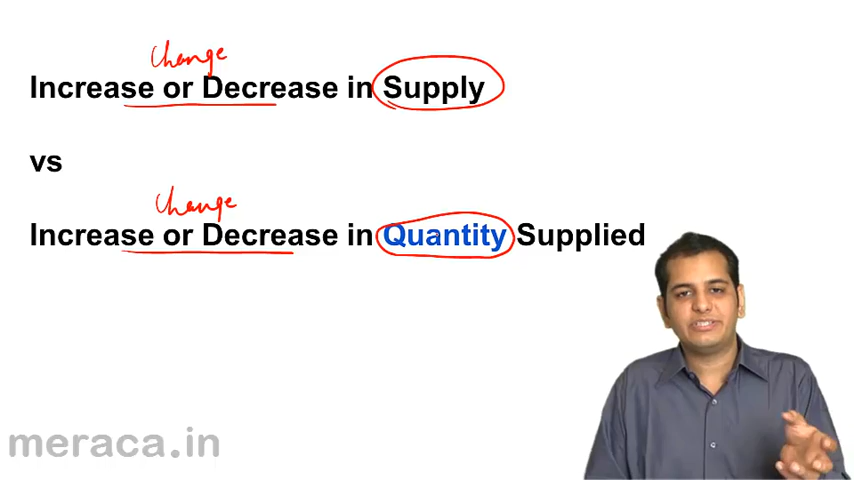 change
Increase or Decrease in Supply
vs
change
Increase or Decrease in Quantity Supplied
meraca.in